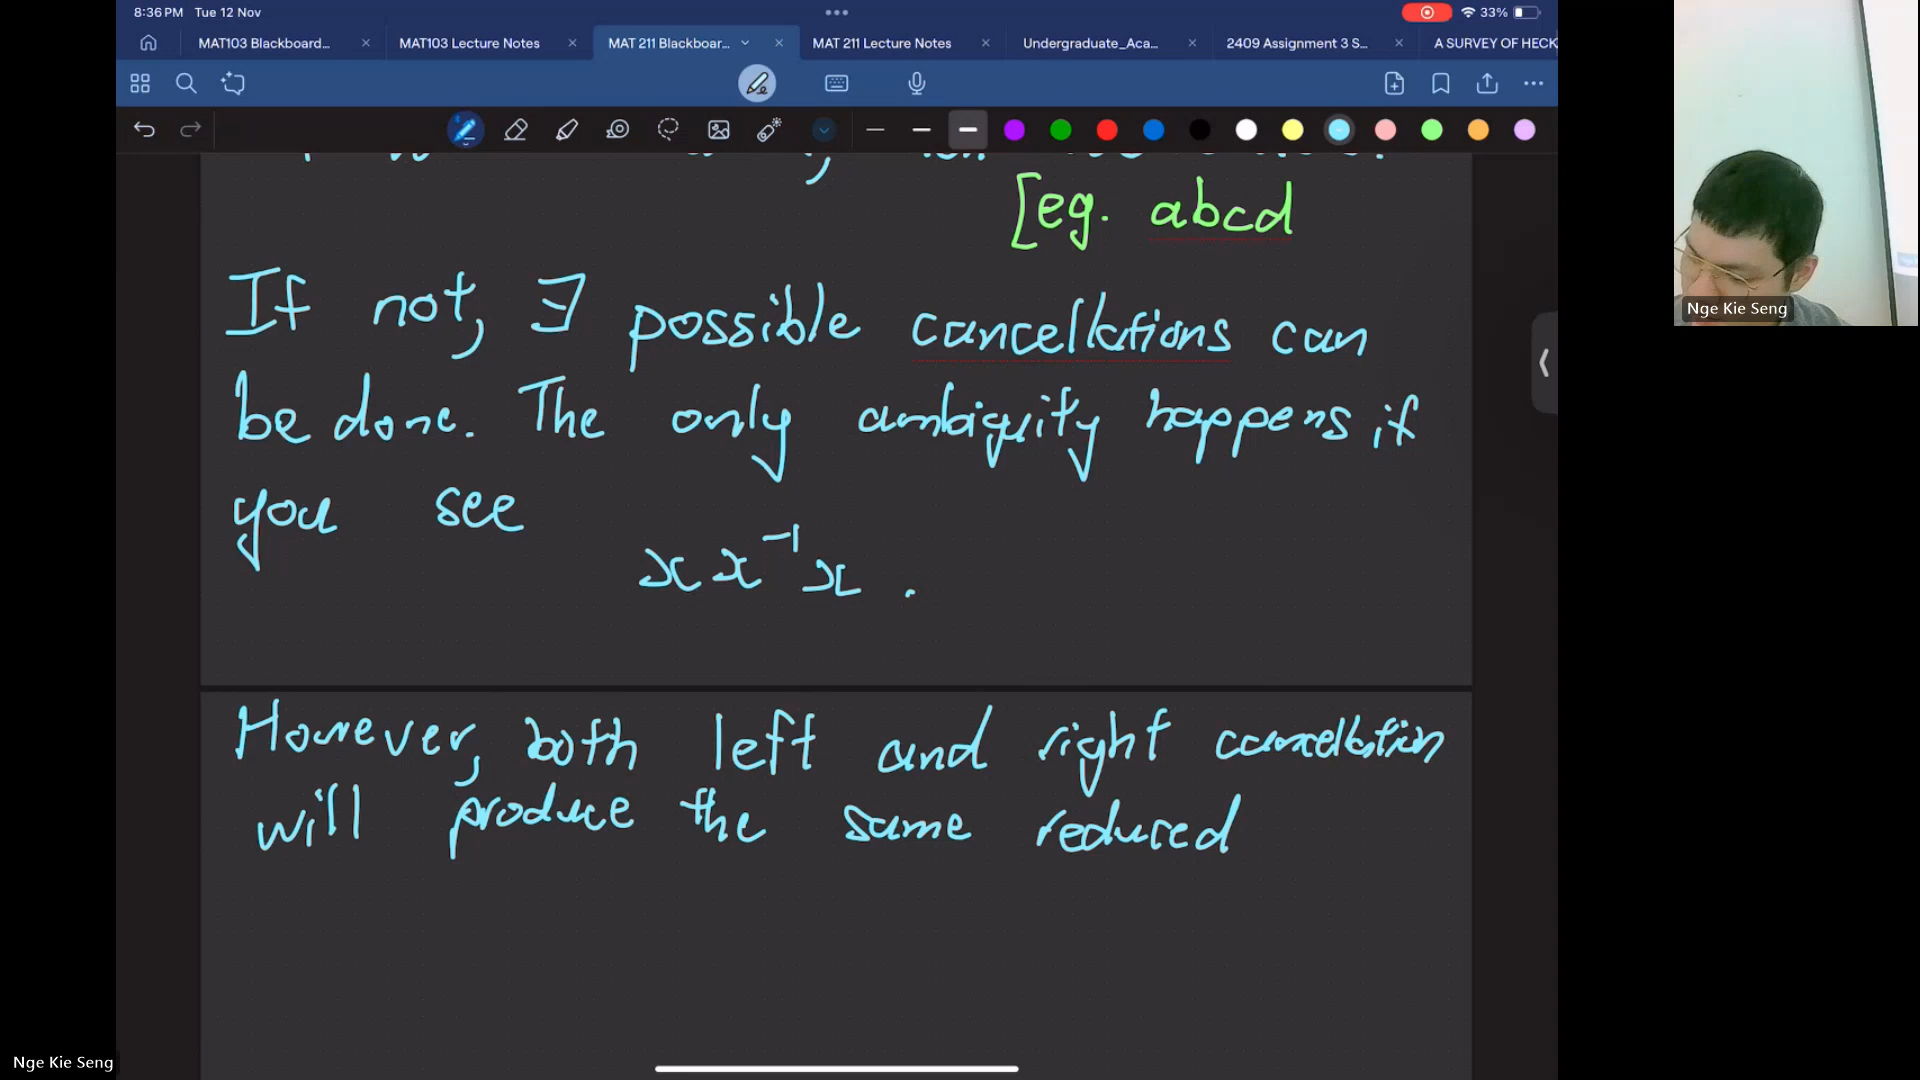 8:36 PM Tue 12 Nov
33%
MAT103 Blackboard...
MAT103 Lecture Notes
MAT 211 Blackboar...
MAT 211 Lecture Notes
Undergraduate_Aca...
2409 Assignment 3 S...
A SURVEY OF HECK
[eg. abcd
If not, ∃ possible cancellations can
be done. The only ambiguity happens if
you see
x x⁻¹ x .
However, both left and right cancellation
will produce the same reduced
Nge Kie Seng
Nge Kie Seng